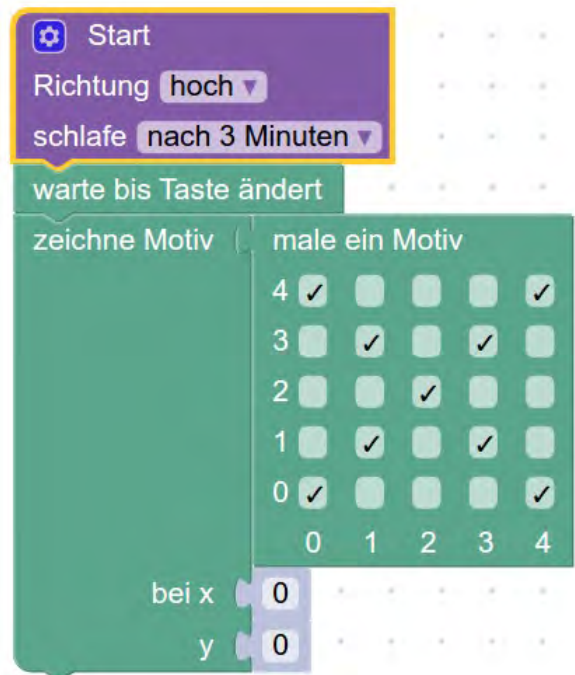 Start
Richtung hoch
schlafe nach 3 Minuten
warte bis Taste ändert
zeichne Motiv male ein Motiv
4
3
2
1
0
0 1 2 3 4
bei x 0
y 0